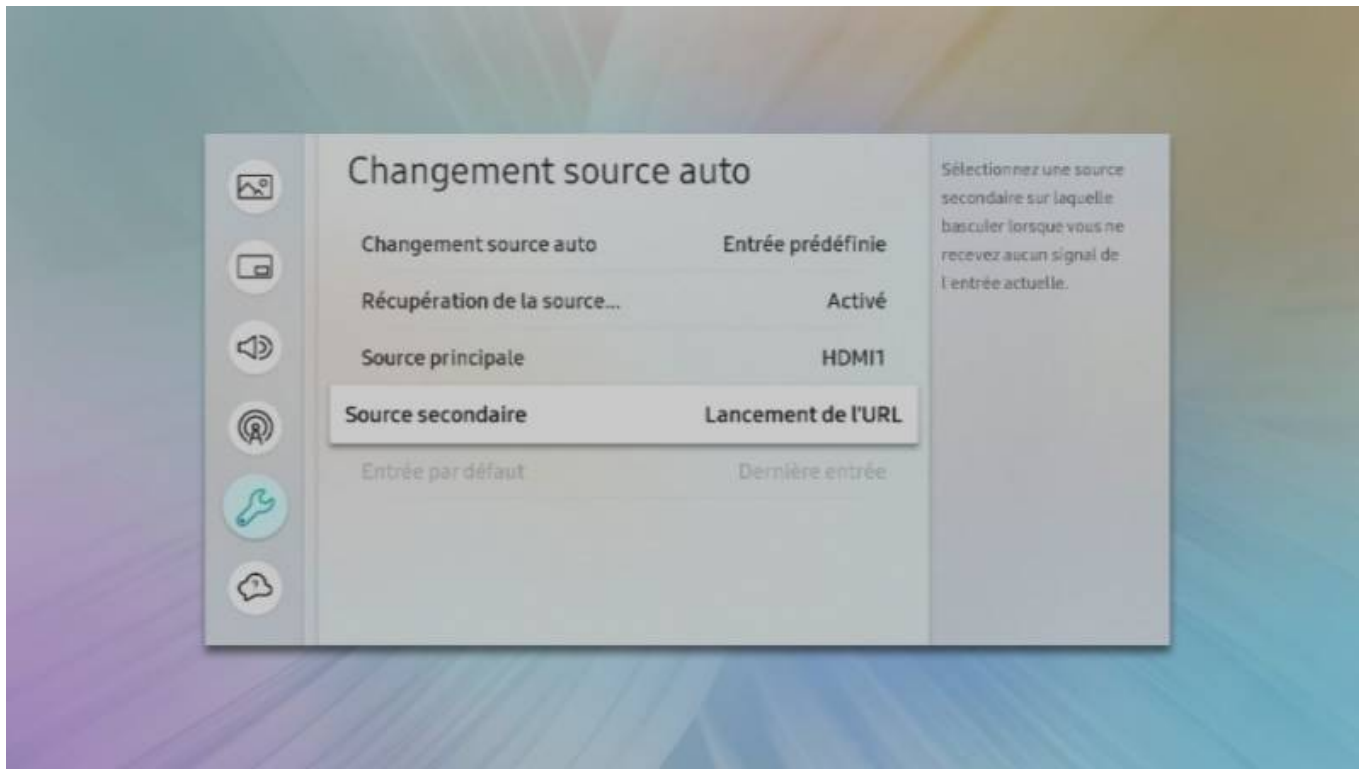 Changement source auto
Changement source auto Entrée prédéfinie
Récupération de la source... Activé
Source principale HDMI1
Source secondaire Lancement de l'URL
Entrée par défaut Dernière entrée
Sélectionnez une source
secondaire sur laquelle
basculer lorsque vous ne
recevez aucun signal de
l'entrée actuelle.